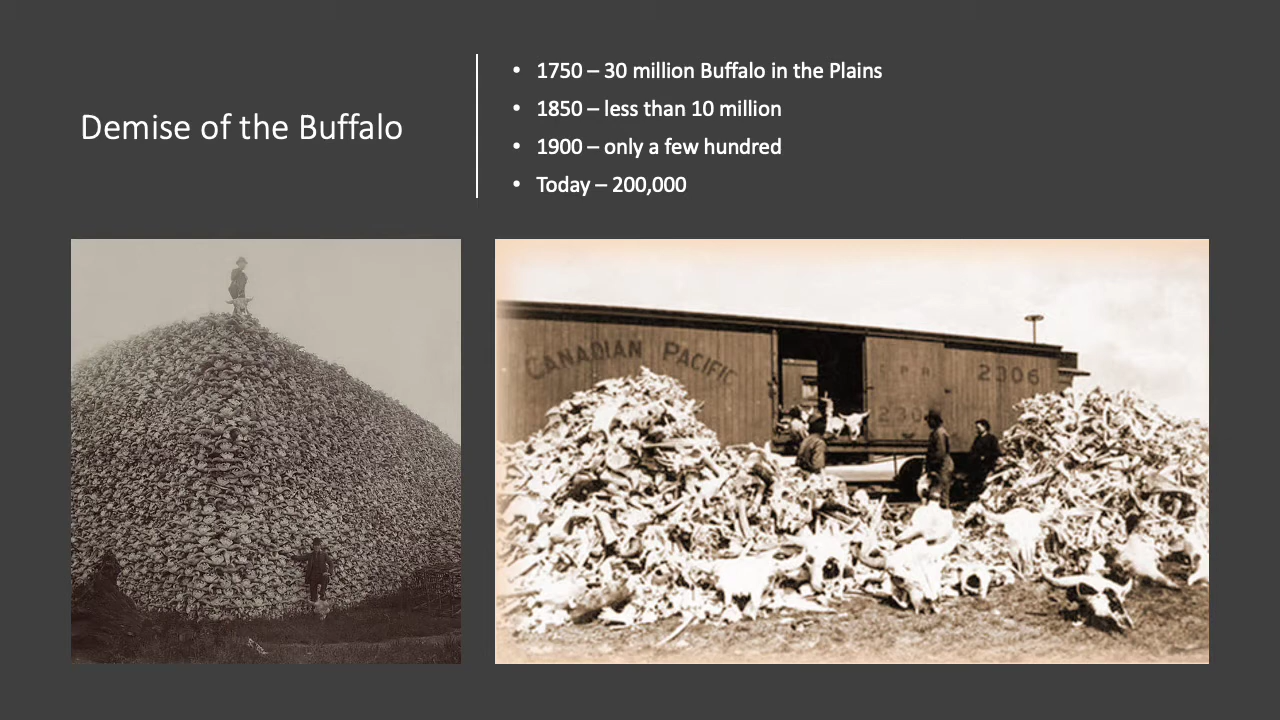 Demise of the Buffalo
• 1750 – 30 million Buffalo in the Plains
• 1850 – less than 10 million
• 1900 – only a few hundred
• Today – 200,000
CANADIAN PACIFIC
C.P.R. 2306